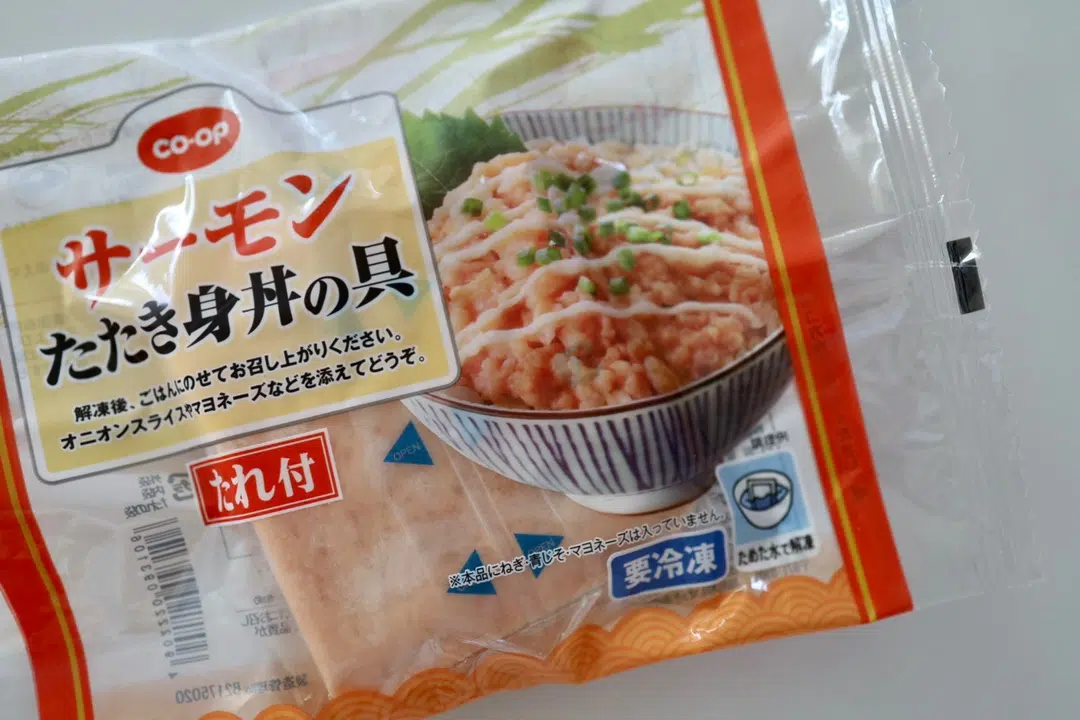 CO·OP
サーモン
たたき身丼の具
解凍後、ごはんにのせてお召し上がりください。
オニオンスライスやマヨネーズなどを添えてどうぞ。
たれ付
OPEN
OPEN
調理例
※本品にねぎ・青じそ・マヨネーズは入っていません。
要冷凍
ためた水で解凍